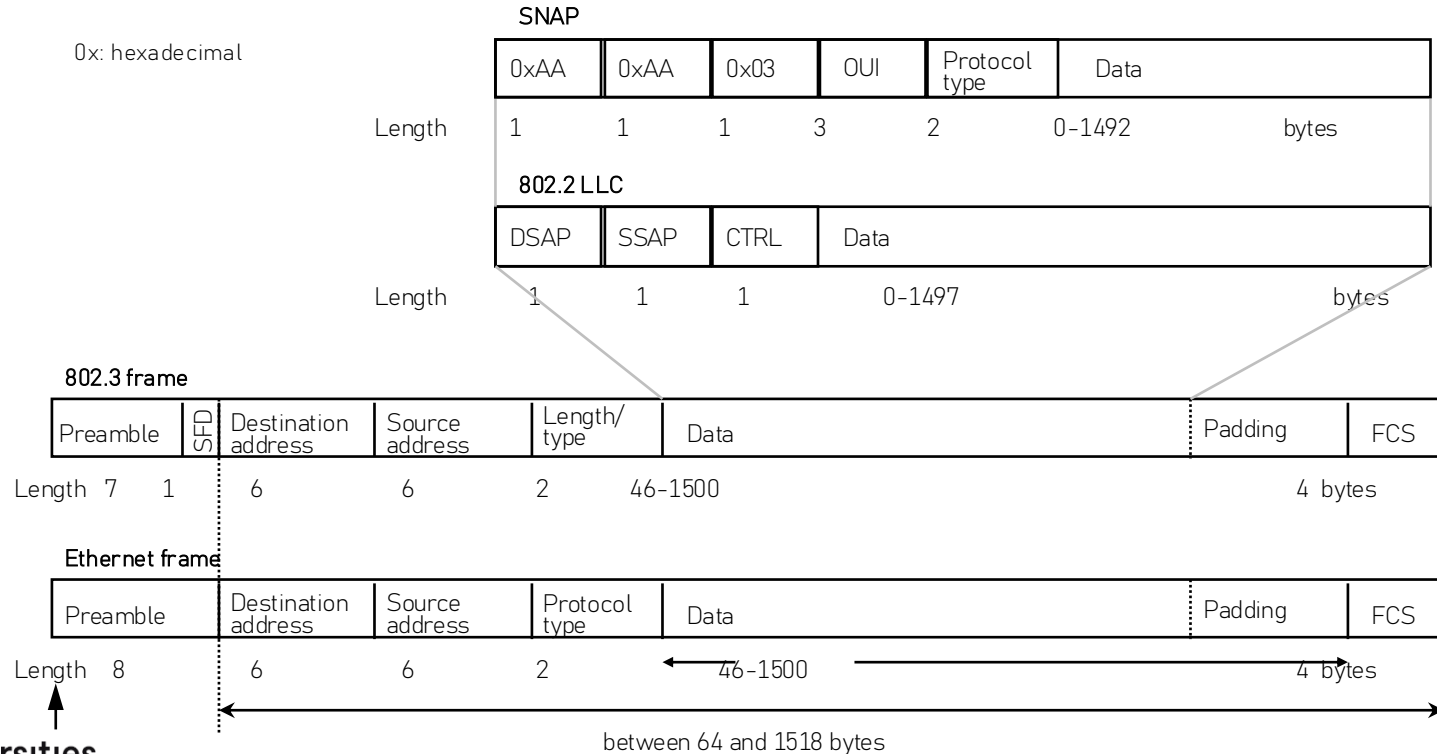 SNAP
0x: hexadecimal
0xAA 0xAA 0x03 OUI Protocol type Data
Length 1 1 1 3 2 0-1492 bytes
802.2 LLC
DSAP SSAP CTRL Data
Length 1 1 1 0-1497 bytes
802.3 frame
Preamble SFD Destination address Source address Length/ type Data Padding FCS
Length 7 1 6 6 2 46-1500 4 bytes
Ethernet frame
Preamble Destination address Source address Protocol type Data Padding FCS
Length 8 6 6 2 46-1500 4 bytes
between 64 and 1518 bytes